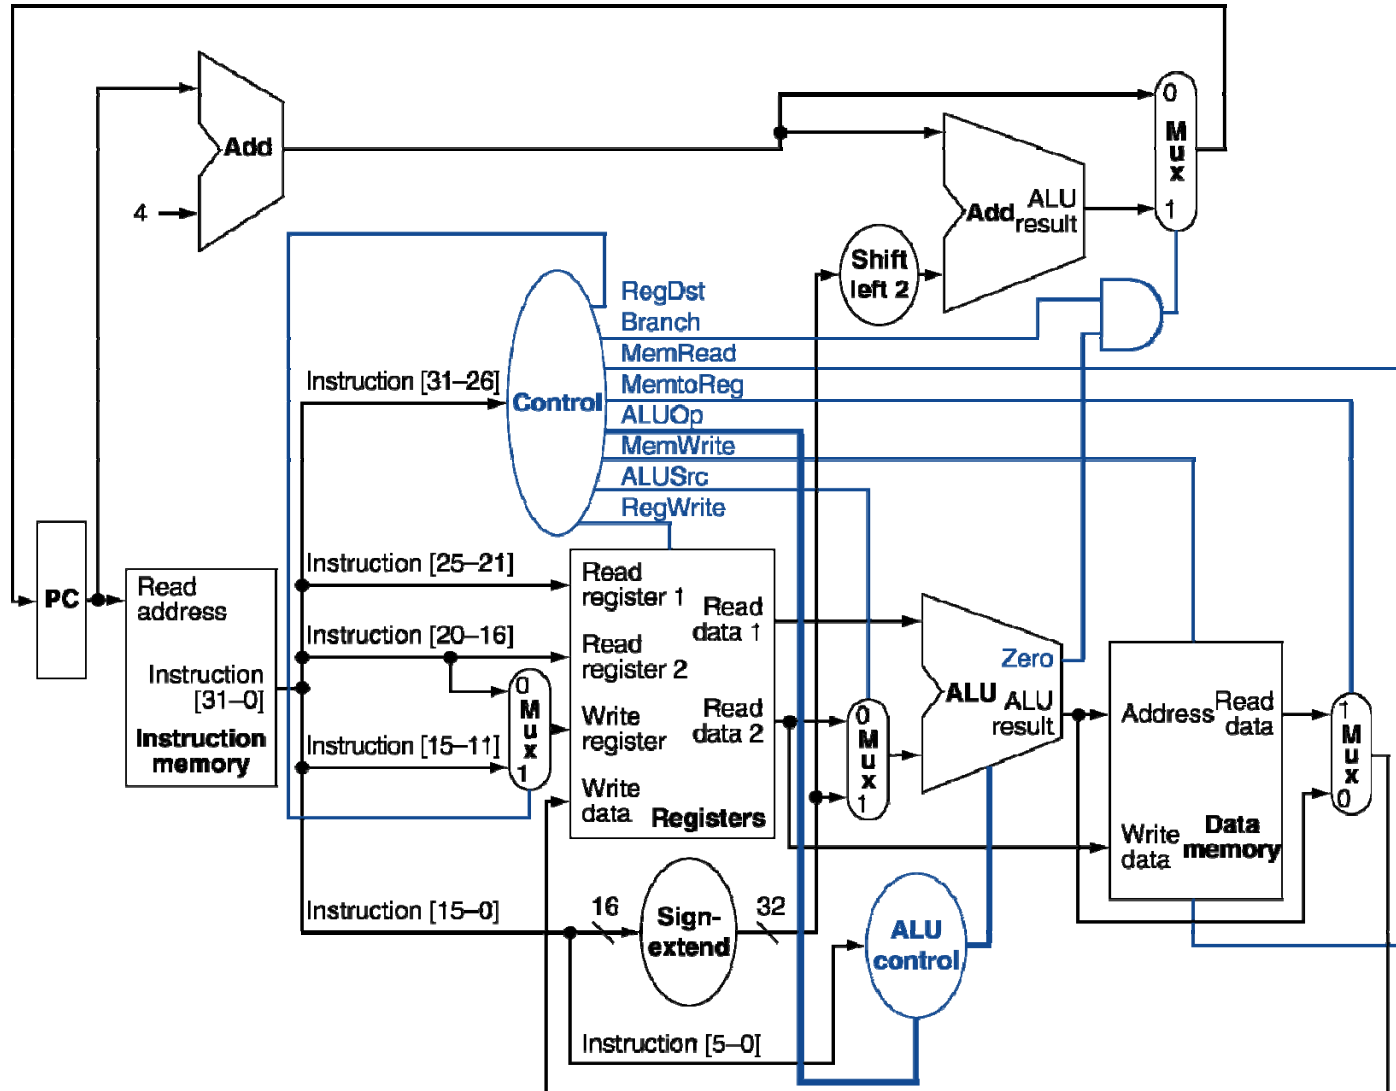 0
M
u
x
1
Add
4
Add
ALU
result
Shift
left 2
RegDst
Branch
MemRead
MemtoReg
ALUOp
MemWrite
ALUSrc
RegWrite
Instruction [31–26]
Control
Instruction [25–21]
PC
Read
address
Instruction
[31–0]
Instruction
memory
Instruction [20–16]
0
M
u
x
1
Instruction [15–11]
Read
register 1
Read
data 1
Read
register 2
Write
register
Read
data 2
Write
data
Registers
0
M
u
x
1
Zero
ALU
ALU
result
Address
Read
data
Write
data
Data
memory
1
M
u
x
0
Instruction [15–0]
16
Sign-
extend
32
ALU
control
Instruction [5–0]